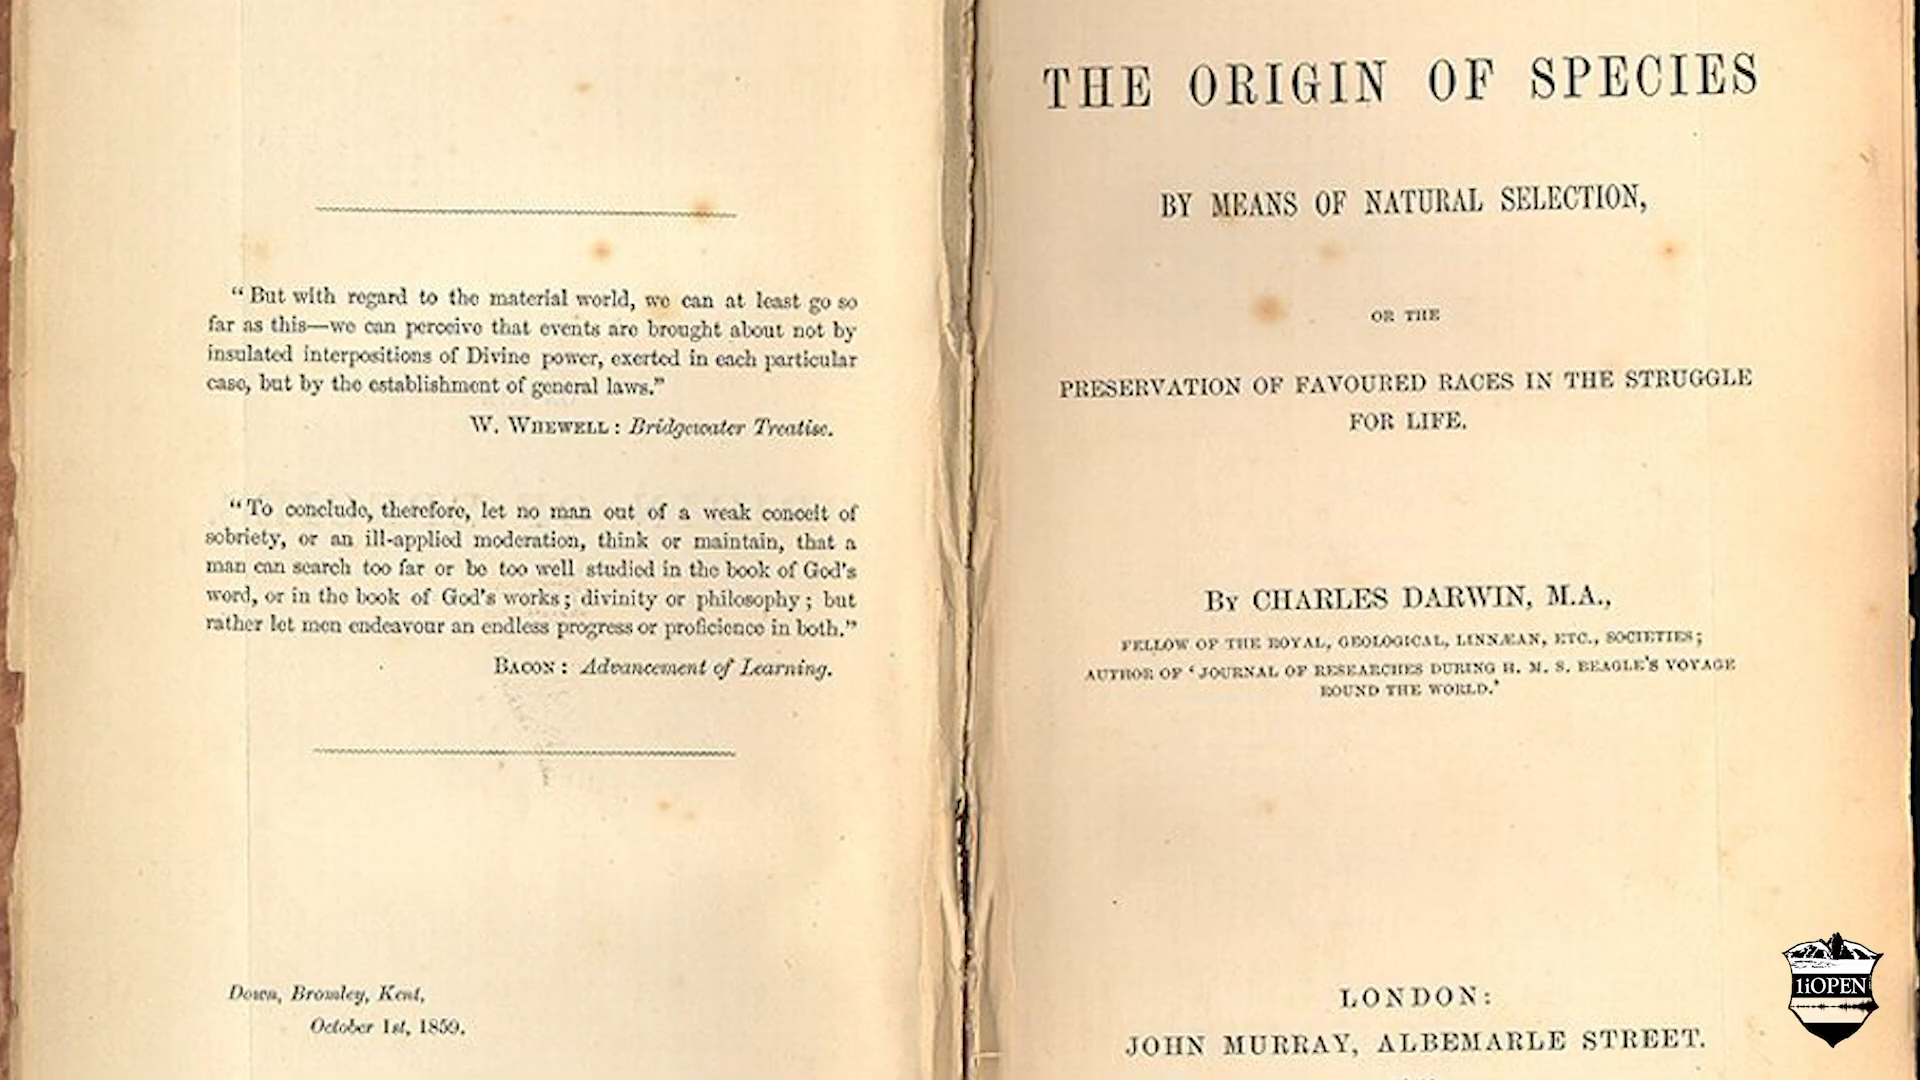 “ But with regard to the material world, we can at least go so
far as this—we can perceive that events are brought about not by
insulated interpositions of Divine power, exerted in each particular
case, but by the establishment of general laws.”
W. Whewell : Bridgewater Treatise.
“ To conclude, therefore, let no man out of a weak conceit of
sobriety, or an ill-applied moderation, think or maintain, that a
man can search too far or be too well studied in the book of God’s
word, or in the book of God’s works ; divinity or philosophy ; but
rather let men endeavour an endless progress or proficience in both.”
Bacon : Advancement of Learning.
Down, Bromley, Kent,
October 1st, 1859.
THE ORIGIN OF SPECIES
BY MEANS OF NATURAL SELECTION,
OR THE
PRESERVATION OF FAVOURED RACES IN THE STRUGGLE
FOR LIFE.
By CHARLES DARWIN, M.A.,
FELLOW OF THE ROYAL, GEOLOGICAL, LINNÆAN, ETC., SOCIETIES ;
AUTHOR OF ‘ JOURNAL OF RESEARCHES DURING H. M. S. BEAGLE’S VOYAGE
ROUND THE WORLD.’
LONDON:
JOHN MURRAY, ALBEMARLE STREET.
1iOPEN